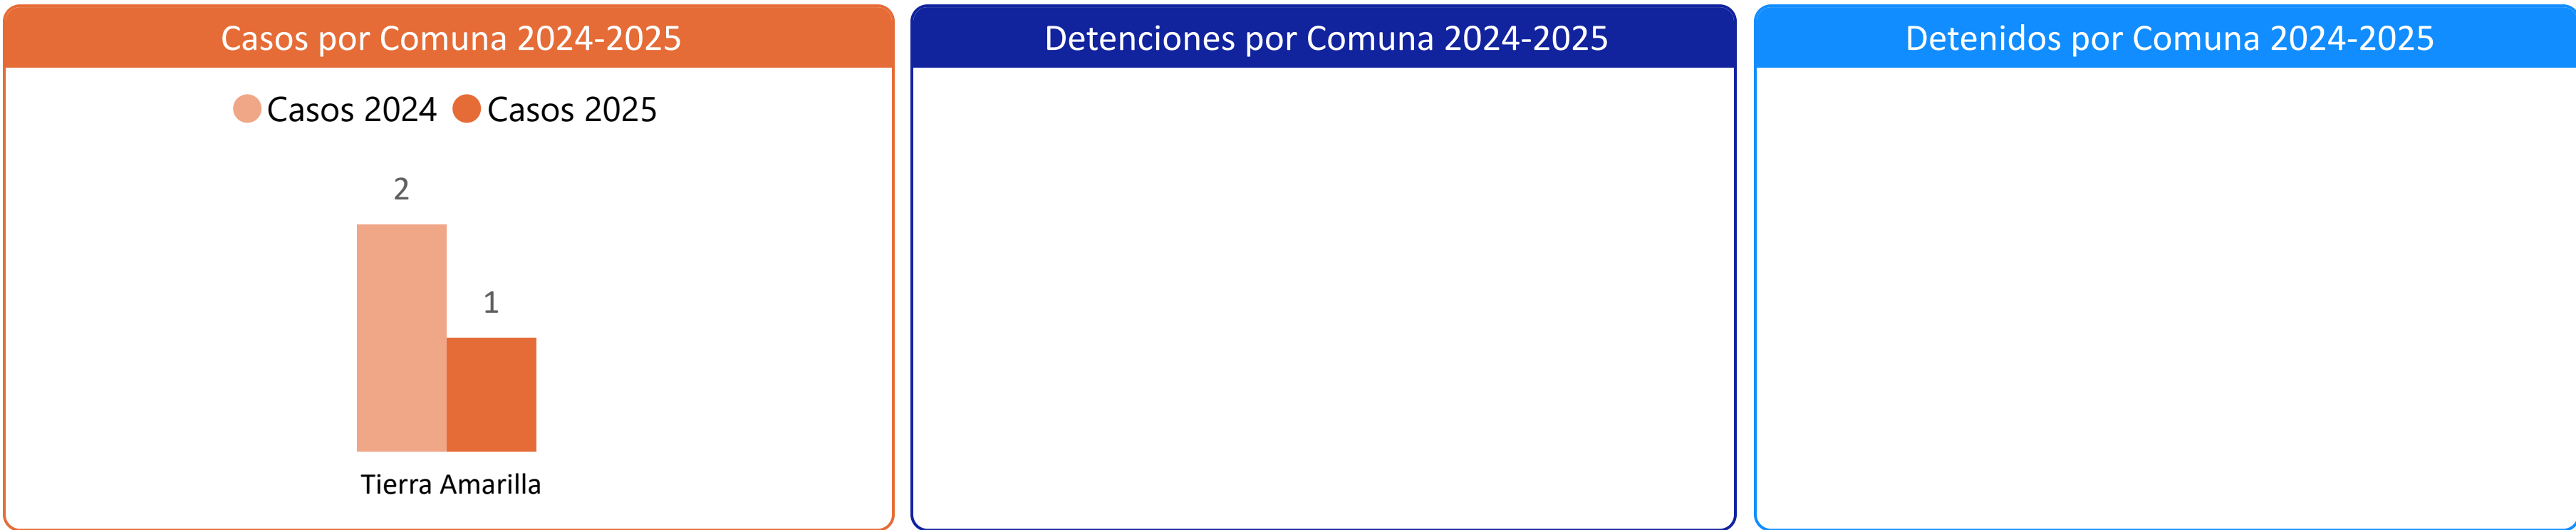 Casos por Comuna 2024-2025
Casos 2024 Casos 2025
2
1
Tierra Amarilla
Detenciones por Comuna 2024-2025
Detenidos por Comuna 2024-2025